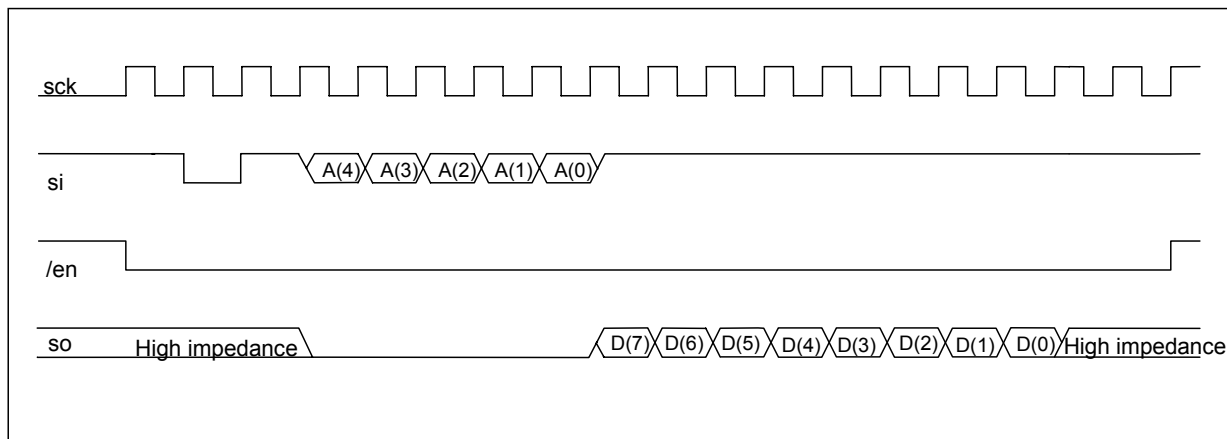 sck
si A(4) A(3) A(2) A(1) A(0)
/en
so High impedance D(7) D(6) D(5) D(4) D(3) D(2) D(1) D(0) High impedance